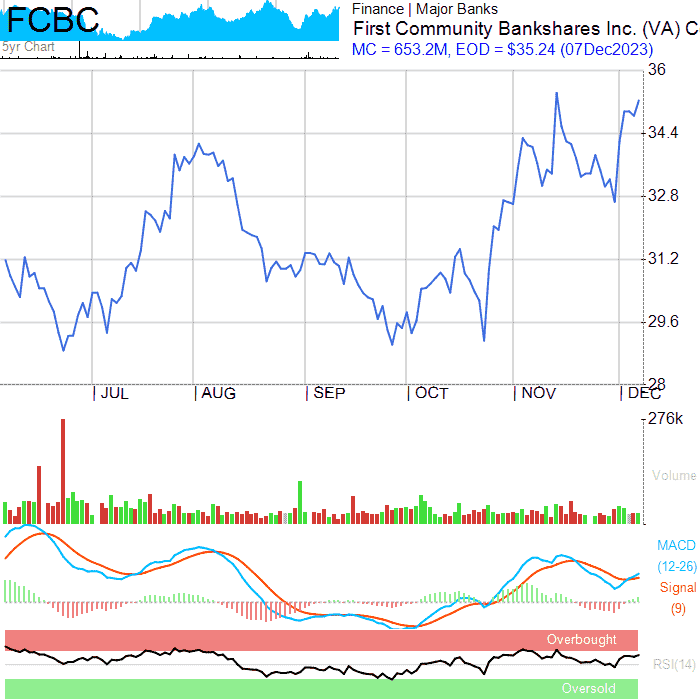 FCBC
5yr Chart
Finance | Major Banks
First Community Bankshares Inc. (VA) C
MC = 653.2M, EOD = $35.24 (07Dec2023)
36
34.4
32.8
31.2
29.6
28
JUL AUG SEP OCT NOV DEC
276k
Volume
MACD
(12-26)
Signal
(9)
Overbought
RSI(14)
Oversold